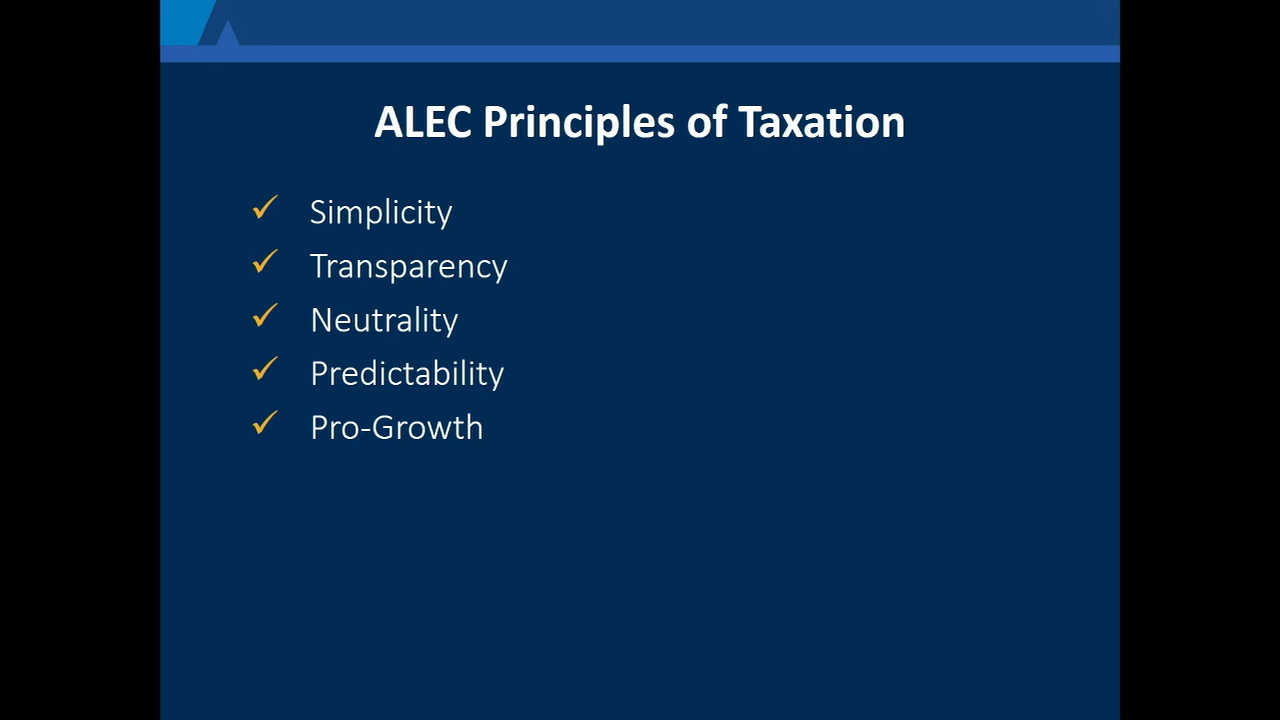 ALEC Principles of Taxation
✓ Simplicity
✓ Transparency
✓ Neutrality
✓ Predictability
✓ Pro-Growth